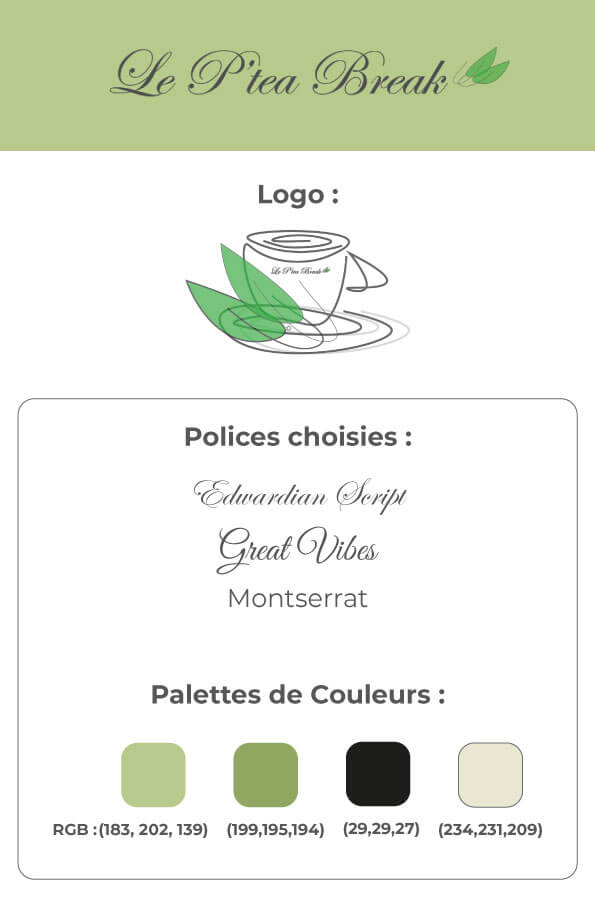 Le P'tea Break
Logo :
Le P'tea Break
Polices choisies :
Edwardian Script
Great Vibes
Montserrat
Palettes de Couleurs :
RGB :(183, 202, 139) (199,195,194) (29,29,27) (234,231,209)